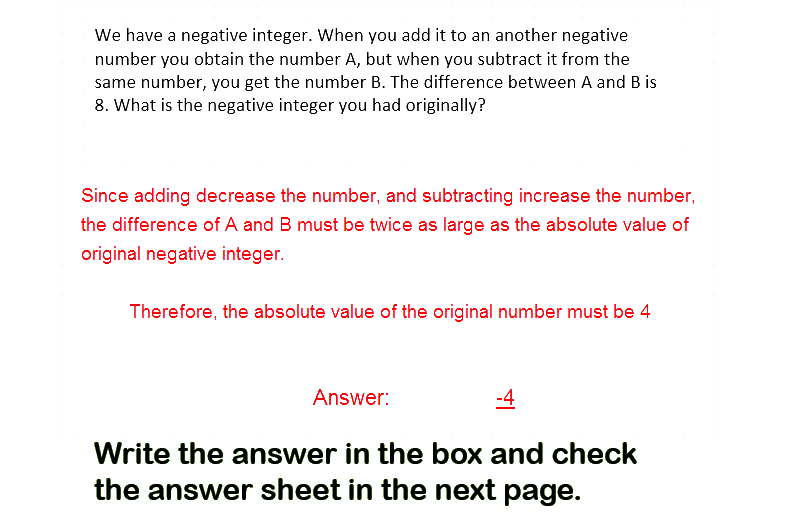 We have a negative integer. When you add it to an another negative
number you obtain the number A, but when you subtract it from the
same number, you get the number B. The difference between A and B is
8. What is the negative integer you had originally?
Since adding decrease the number, and subtracting increase the number,
the difference of A and B must be twice as large as the absolute value of
original negative integer.
Therefore, the absolute value of the original number must be 4
Answer: -4
Write the answer in the box and check
the answer sheet in the next page.